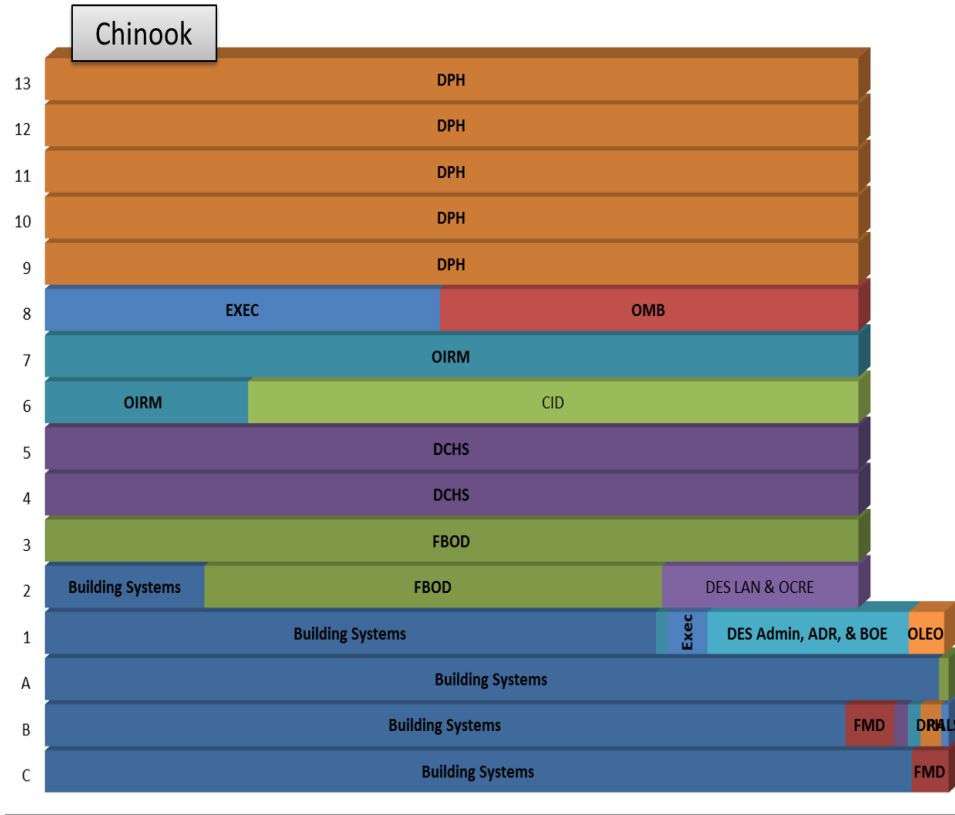 Chinook
13 DPH
12 DPH
11 DPH
10 DPH
9 DPH
8 EXEC OMB
7 OIRM
6 OIRM CID
5 DCHS
4 DCHS
3 FBOD
2 Building Systems FBOD DES LAN & OCRE
1 Building Systems Exec DES Admin, ADR, & BOE OLEO
A Building Systems
B Building Systems FMD
C Building Systems FMD